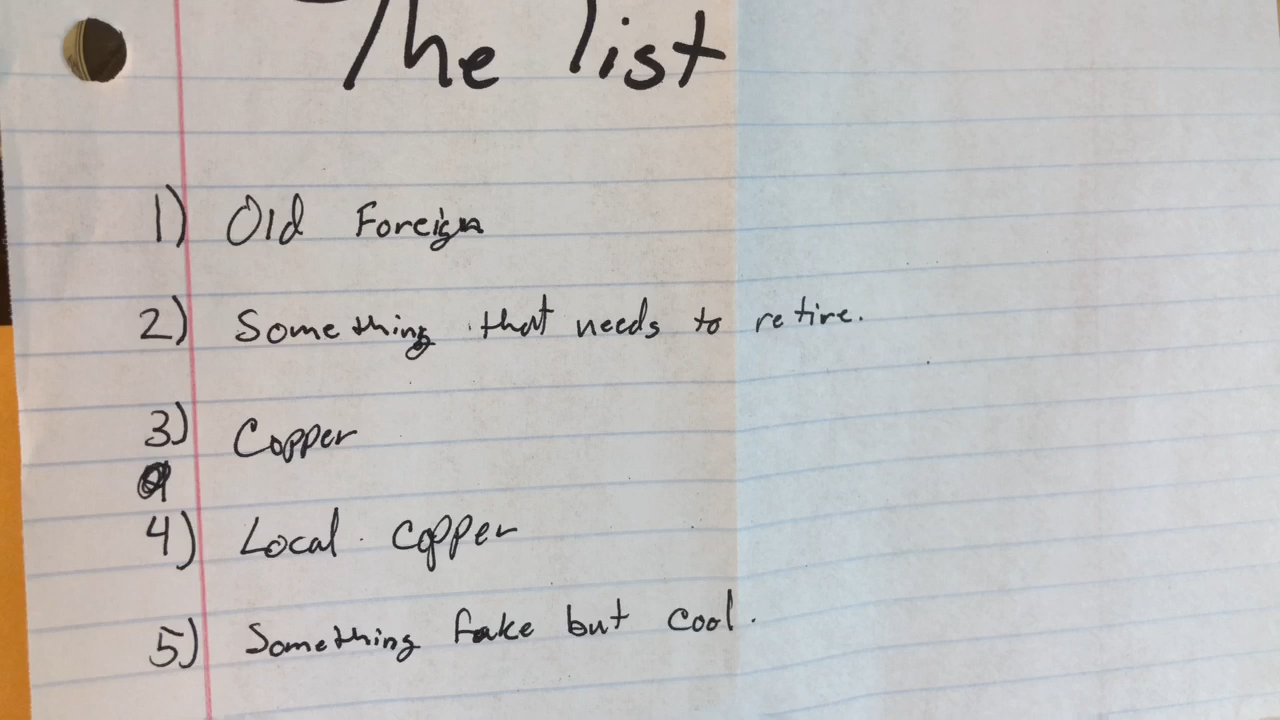 The list
1) Old Foreign
2) Something that needs to retire.
3) Copper
4) Local copper
5) Something fake but cool.